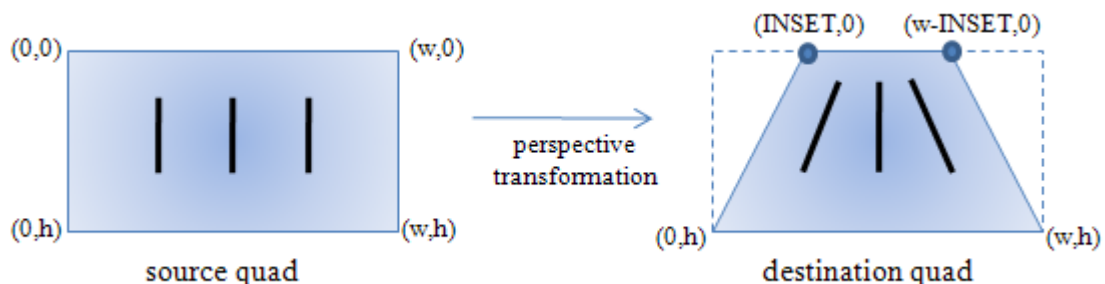 (0,0)
(w,0)
(0,h)
(w,h)
source quad
perspective
transformation
(INSET,0)
(w-INSET,0)
(0,h)
(w,h)
destination quad